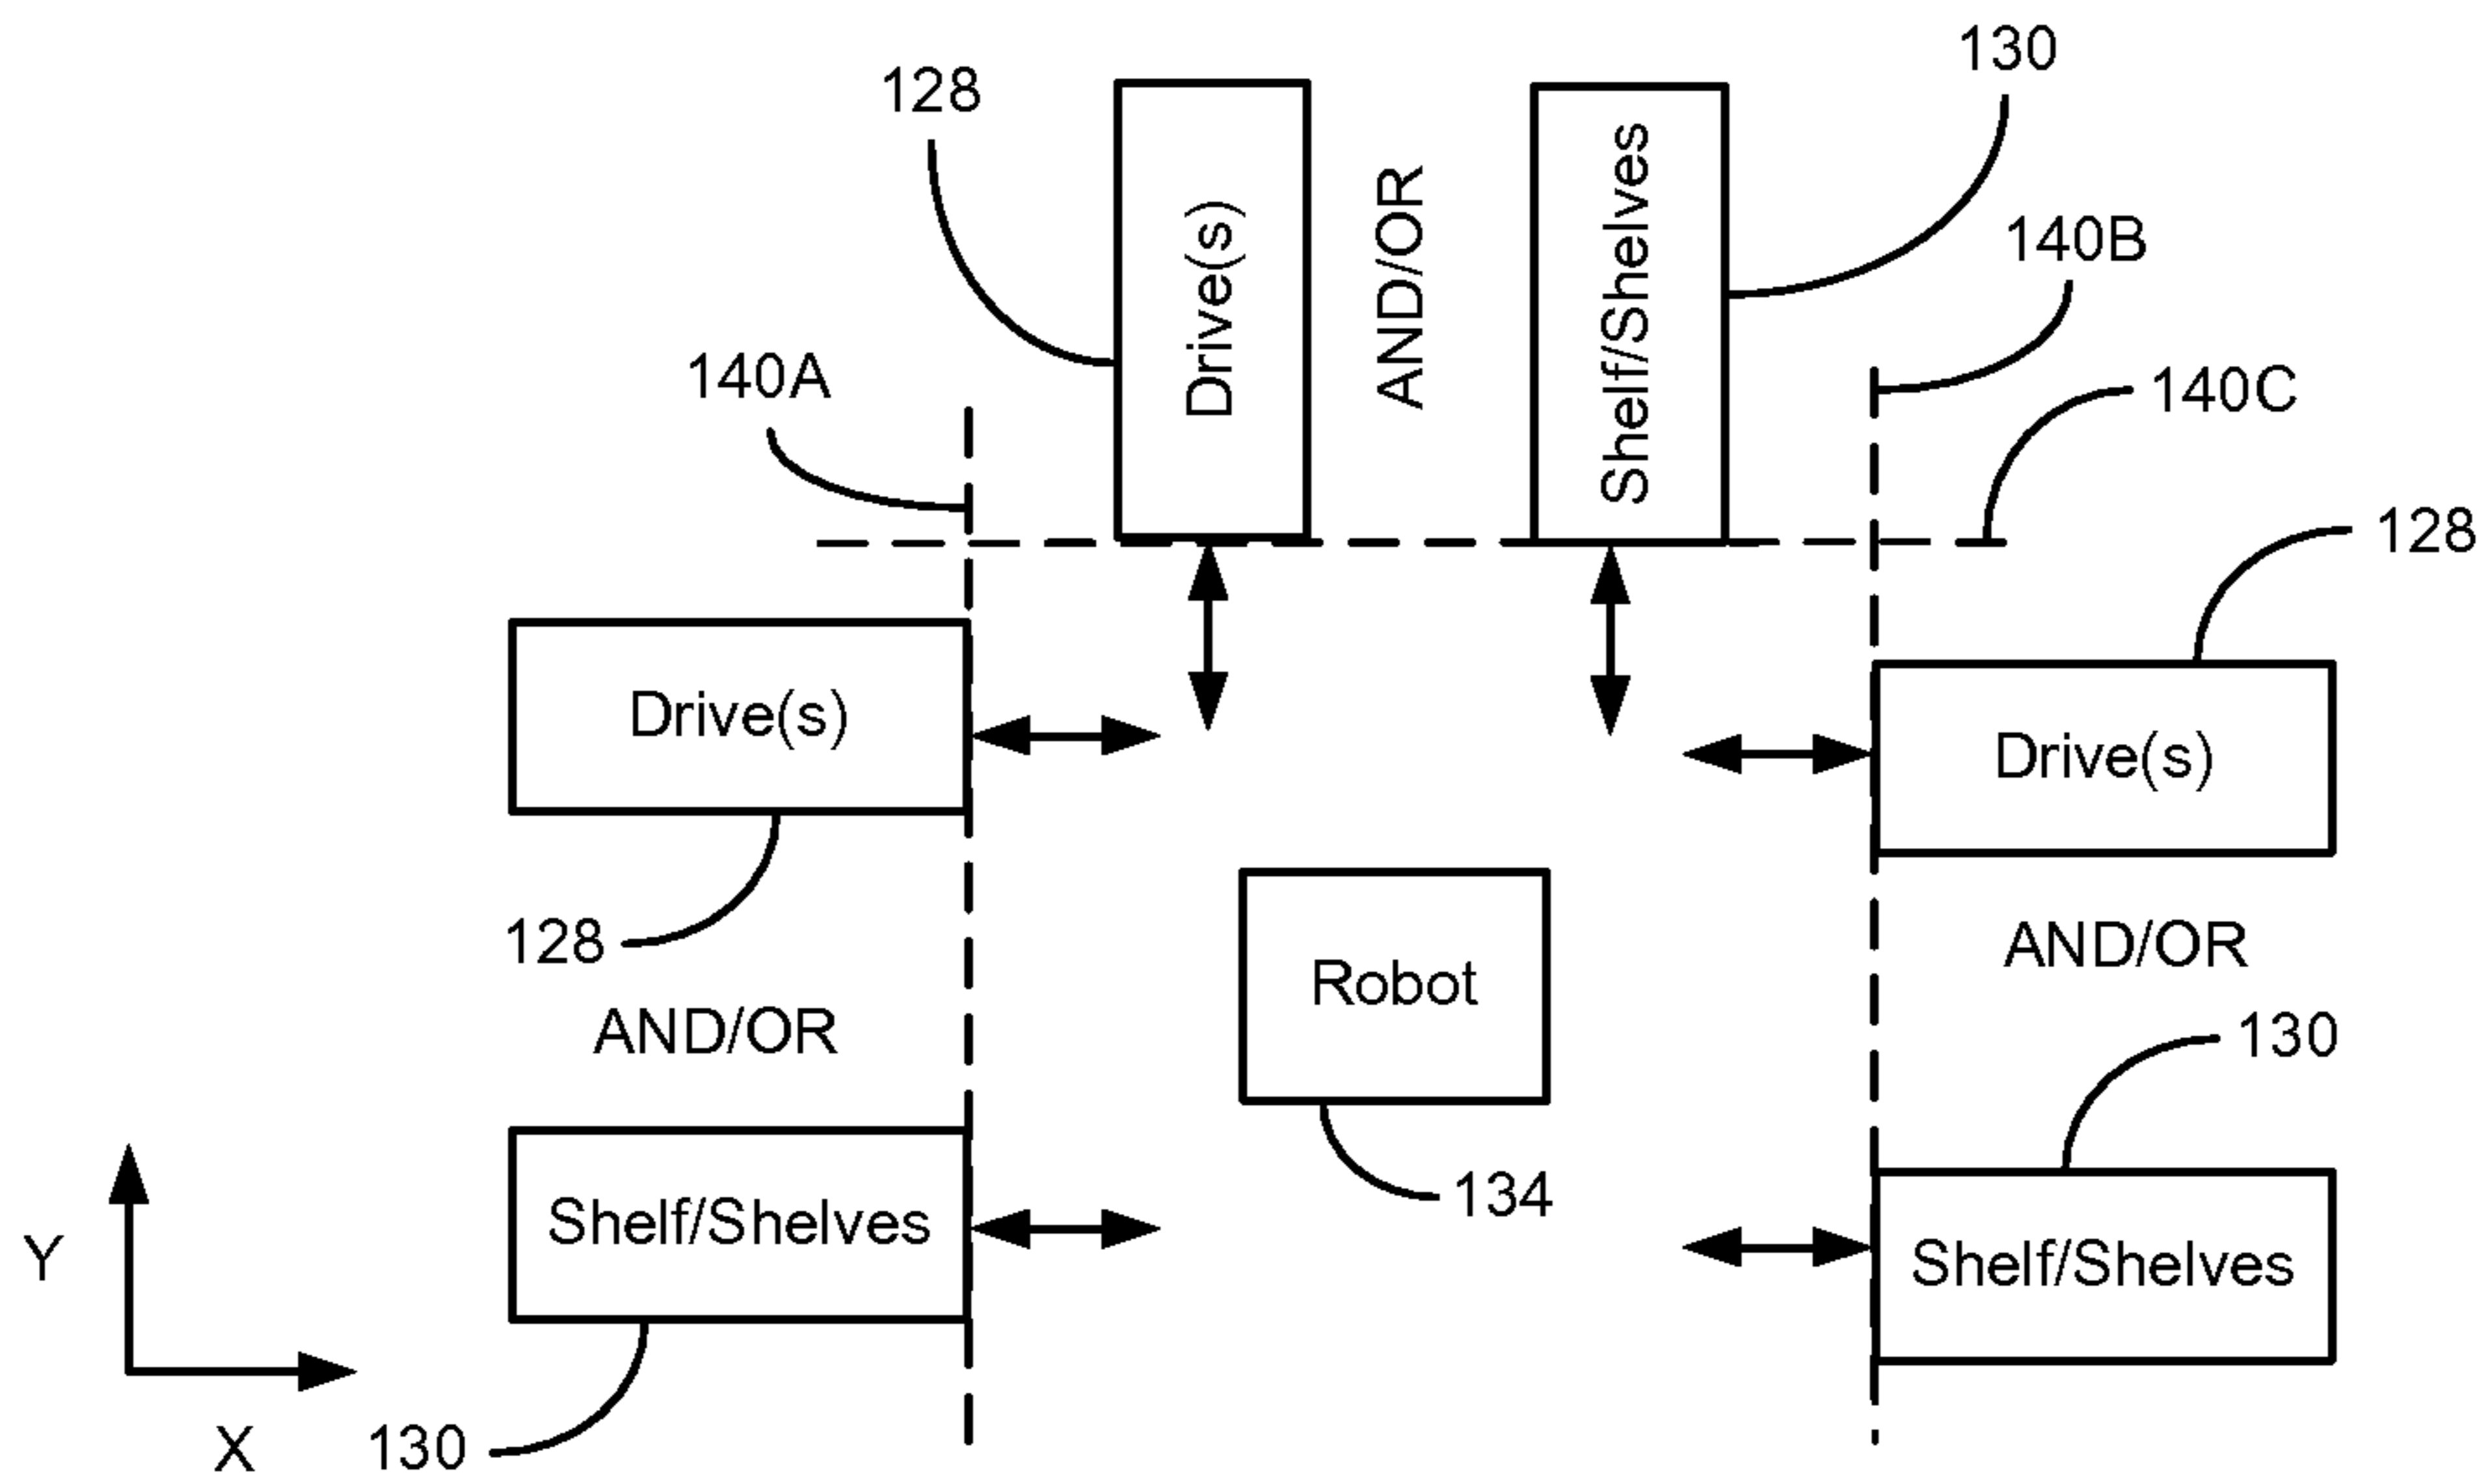 130
128
Drive(s)
AND/OR
Shelf/Shelves
140B
140A
140C
128
Drive(s)
Drive(s)
128
AND/OR
Robot
AND/OR
130
134
Shelf/Shelves
Shelf/Shelves
Y
X
130